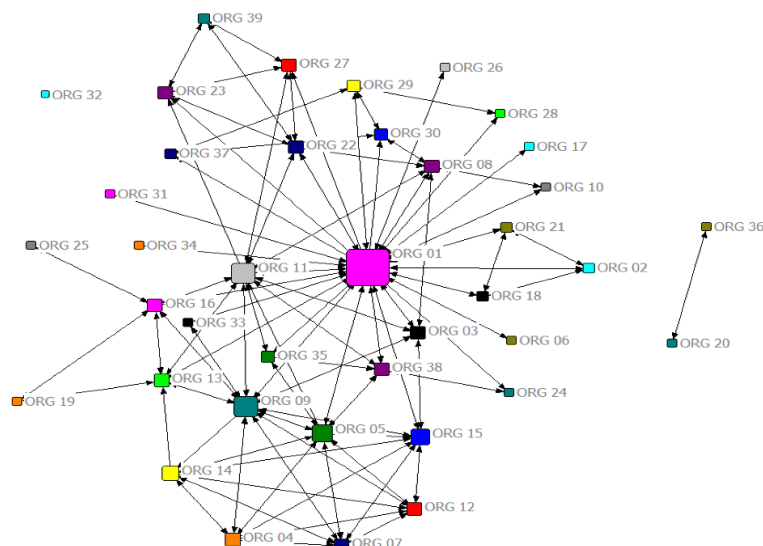 ORG 39
ORG 27
ORG 26
ORG 29
ORG 23
ORG 32
ORG 28
ORG 30
ORG 22
ORG 17
ORG 37
ORG 08
ORG 10
ORG 31
ORG 21
ORG 36
ORG 25
ORG 34
ORG 01
ORG 11
ORG 02
ORG 18
ORG 16
ORG 33
ORG 03
ORG 06
ORG 20
ORG 35
ORG 38
ORG 13
ORG 24
ORG 19
ORG 09
ORG 05
ORG 15
ORG 14
ORG 12
ORG 04
ORG 07